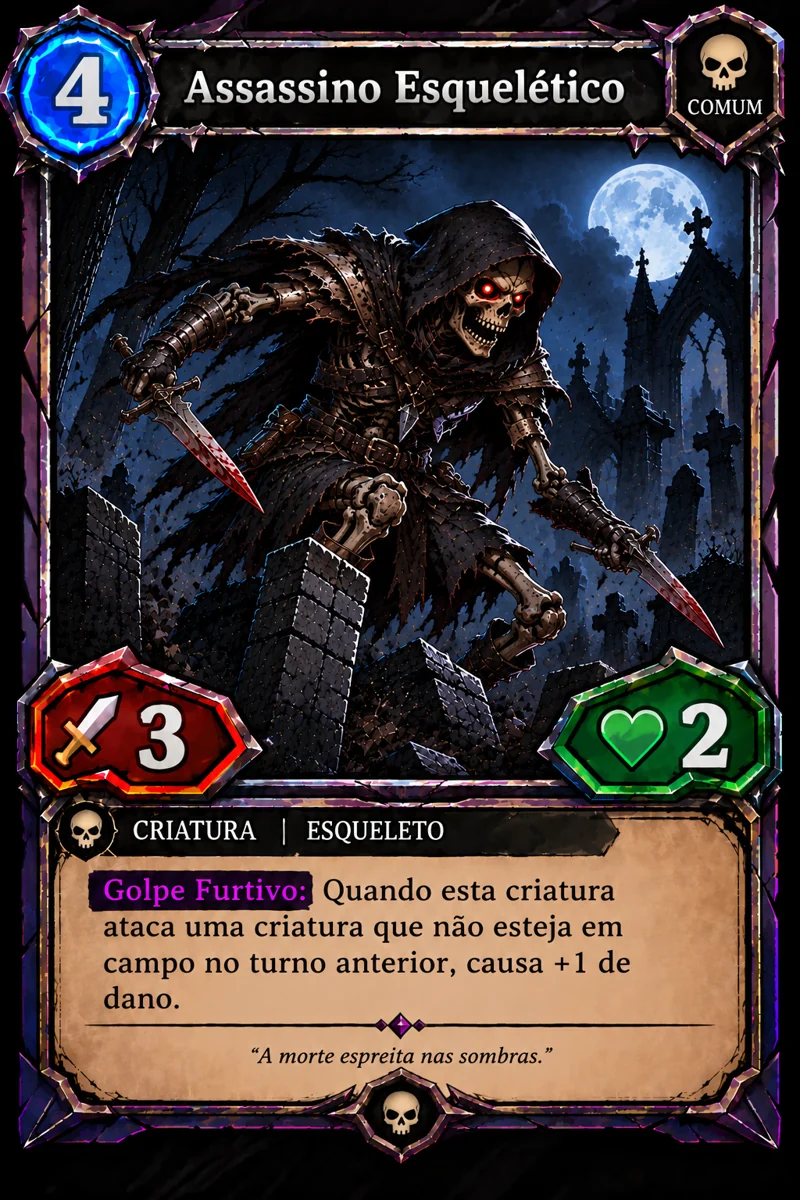 4
Assassino Esquelético
COMUM
3
2
CRIATURA | ESQUELETO
Golpe Furtivo: Quando esta criatura
ataca uma criatura que não esteja em
campo no turno anterior, causa +1 de
dano.
“A morte espreita nas sombras.”